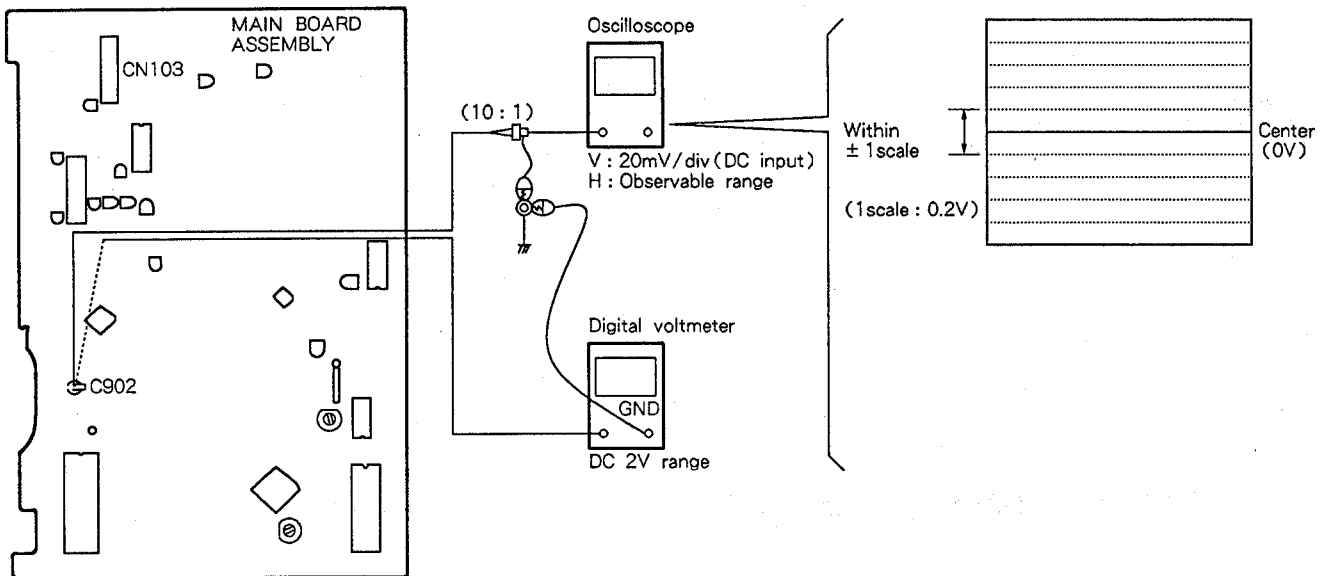 MAIN BOARD
ASSEMBLY
CN103
C902
Oscilloscope
(10 : 1)
V : 20mV/div (DC input)
H : Observable range
Digital voltmeter
GND
DC 2V range
Within
± 1scale
(1scale : 0.2V)
Center
(0V)